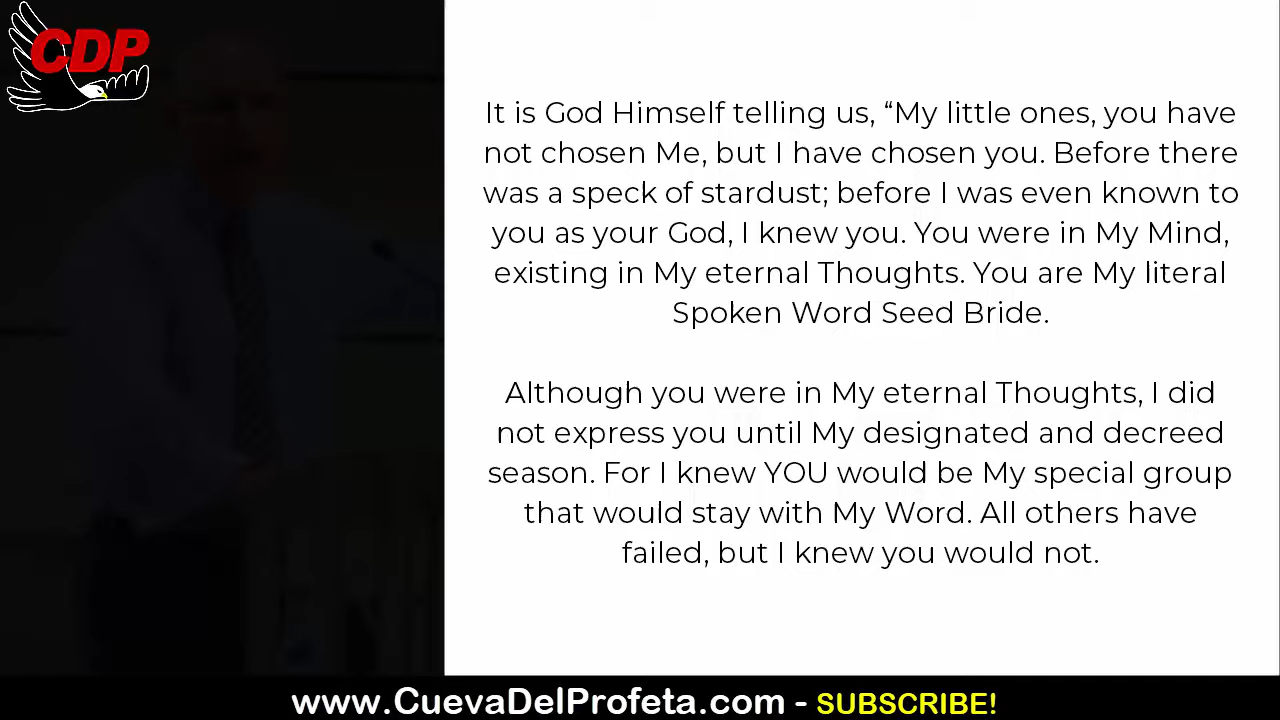 CDP
It is God Himself telling us, “My little ones, you have
not chosen Me, but I have chosen you. Before there
was a speck of stardust; before I was even known to
you as your God, I knew you. You were in My Mind,
existing in My eternal Thoughts. You are My literal
Spoken Word Seed Bride.
Although you were in My eternal Thoughts, I did
not express you until My designated and decreed
season. For I knew YOU would be My special group
that would stay with My Word. All others have
failed, but I knew you would not.
www.CuevaDelProfeta.com - SUBSCRIBE!